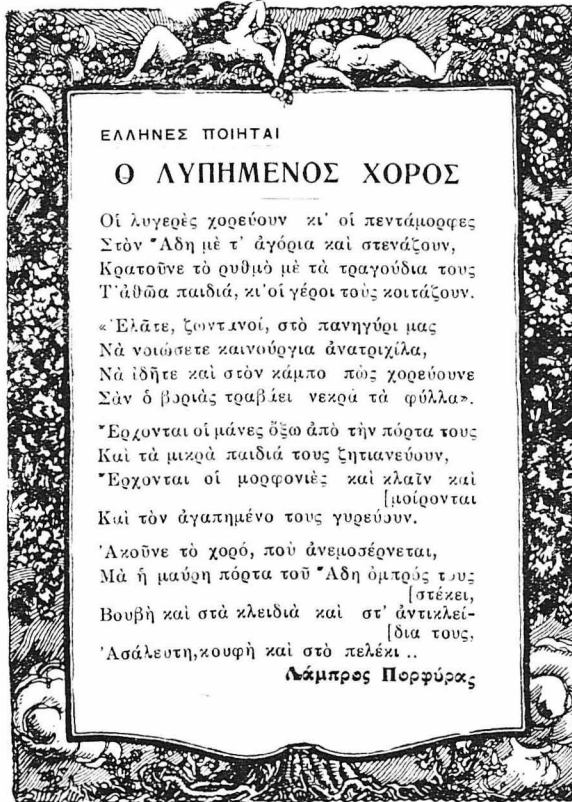 ΕΛΛΗΝΕΣ ΠΟΙΗΤΑΙ
Ο ΛΥΠΗΜΕΝΟΣ ΧΟΡΟΣ
Οἱ λυγερὲς χορεύουν κι' οἱ πεντάμορφες
Στὸν Ἅδη μὲ τ' ἀγόρια καὶ στενάζουν,
Κρατοῦνε τὸ ρυθμὸ μὲ τὰ τραγούδια τους
Τ'ἀθῶα παιδιά, κι'οἱ γέροι τοὺς κοιτάζουν.
«Ἐλᾶτε, ζωντανοί, στὸ πανηγύρι μας
Νὰ νοιώσετε καινούργια ἀνατριχίλα,
Νὰ ἰδῆτε καὶ στὸν κάμπο πῶς χορεύουνε
Σὰν ὁ βοριὰς τραβάει νεκρὰ τὰ φύλλα».
Ἔρχονται οἱ μάνες ὄξω ἀπὸ τὴν πόρτα τους
Καὶ τὰ μικρὰ παιδιά τους ζητιανεύουν,
Ἔρχονται οἱ μορφονιὲς καὶ κλαῖν καὶ
[μοίρονται
Καὶ τὸν ἀγαπημένο τους γυρεύουν.
Ἀκοῦνε τὸ χορό, ποὺ ἀνεμοσέρνεται,
Μὰ ἡ μαύρη πόρτα τοῦ Ἅδη ὀμπρός τους
[στέκει,
Βουβὴ καὶ στὰ κλειδιὰ καὶ στ' ἀντικλεί-
[δια τους,
Ἀσάλευτη,κουφὴ καὶ στὸ πελέκι ..
Λάμπρος Πορφύρας